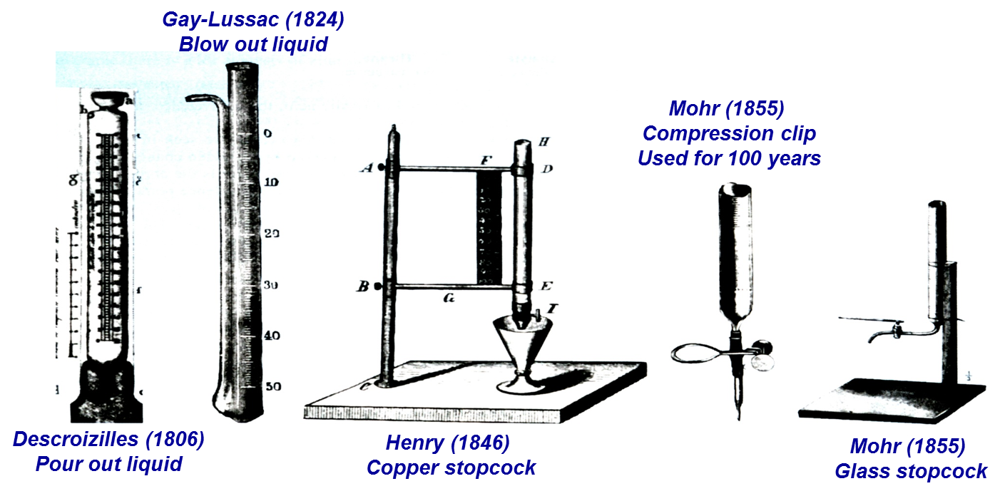 Gay-Lussac (1824)
Blow out liquid
Mohr (1855)
Compression clip
Used for 100 years
a
b
0
10
20
30
40
50
A
F
H
D
B
G
E
I
C
Descroizilles (1806)
Pour out liquid
Henry (1846)
Copper stopcock
Mohr (1855)
Glass stopcock